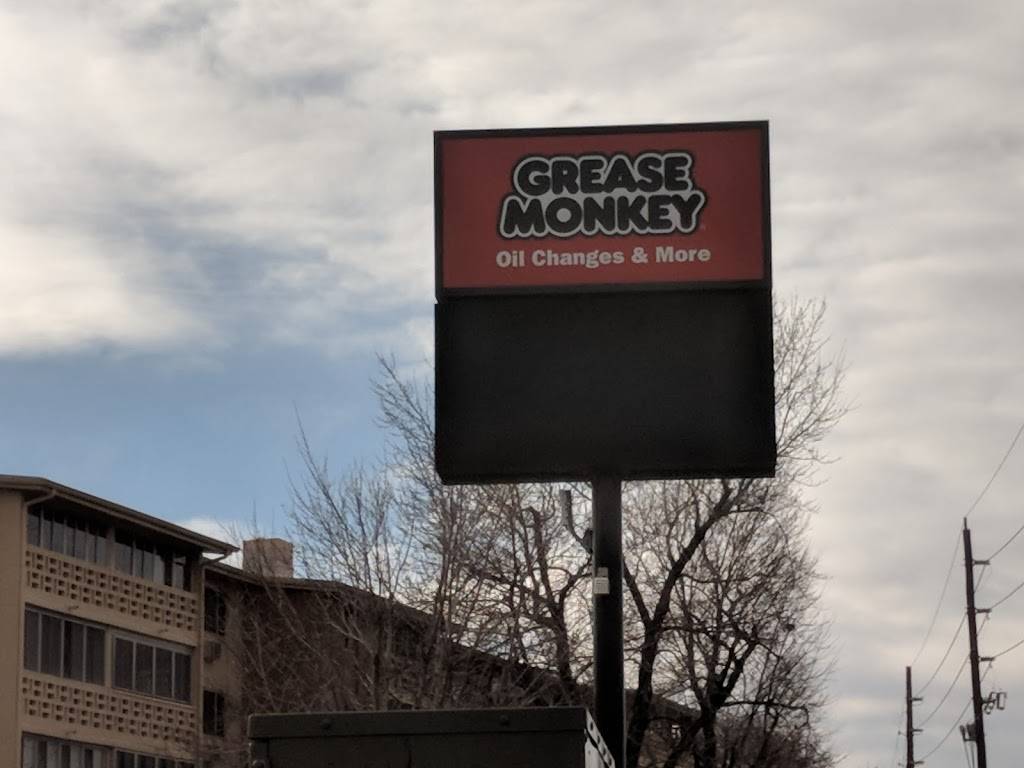 GREASE
MONKEY
Oil Changes & More